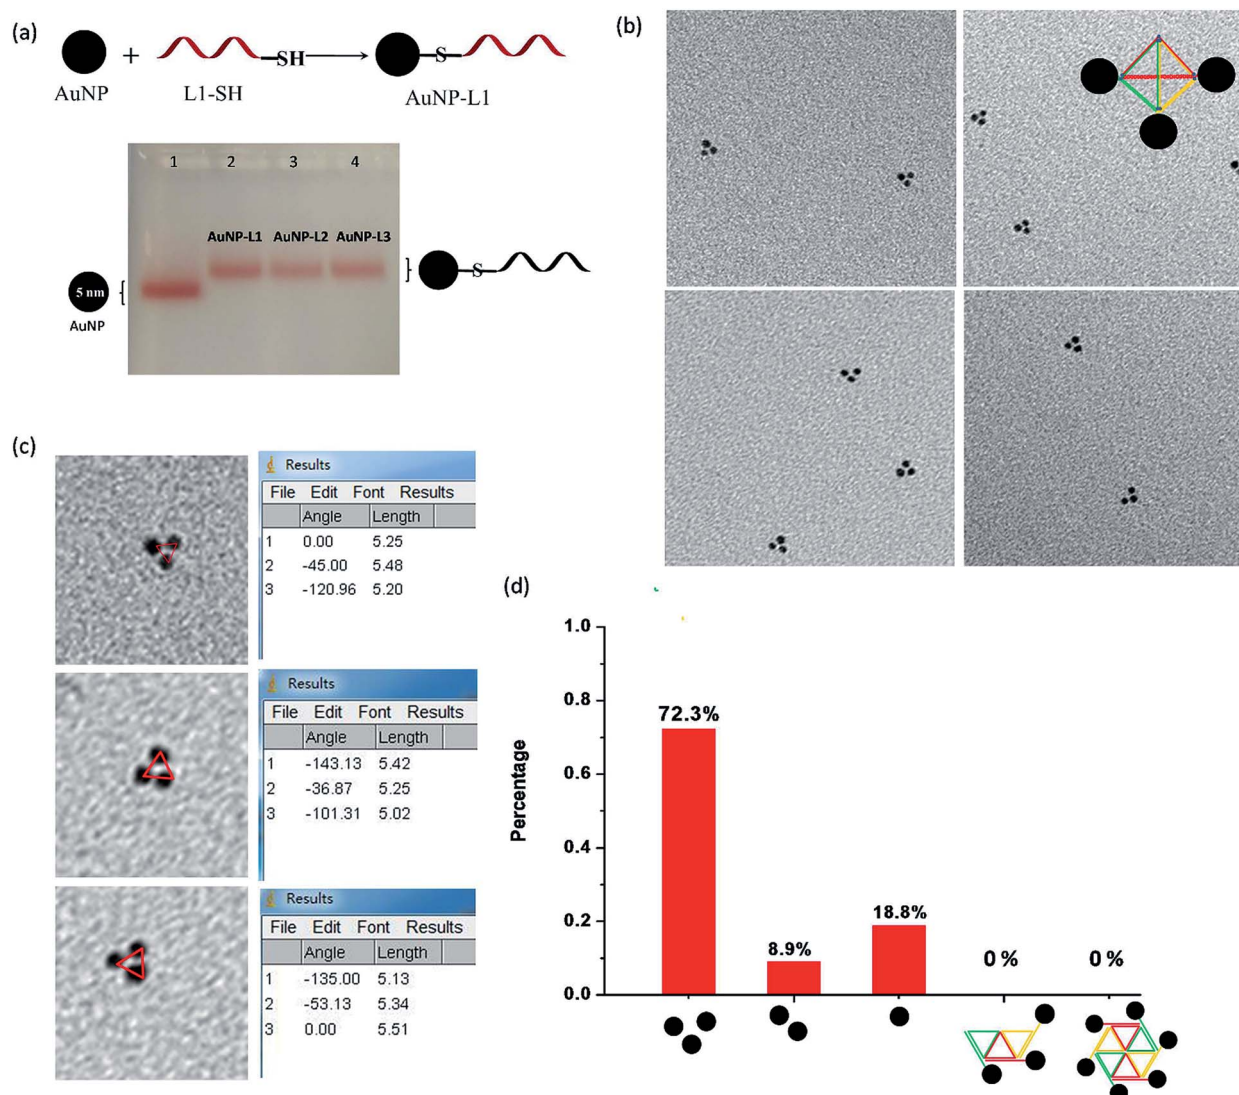 (a)
AuNP + L1-SH AuNP-L1
SH
S
1 2 3 4
AuNP-L1 AuNP-L2 AuNP-L3
5 nm
AuNP
S
(b)
(c)
Results
File Edit Font Results
Angle Length
1 0.00 5.25
2 -45.00 5.48
3 -120.96 5.20
Results
File Edit Font Results
Angle Length
1 -143.13 5.42
2 -36.87 5.25
3 -101.31 5.02
Results
File Edit Font Results
Angle Length
1 -135.00 5.13
2 -53.13 5.34
3 0.00 5.51
(d)
Percentage
1.0
0.8
0.6
0.4
0.2
0.0
72.3%
8.9%
18.8%
0 %
0 %